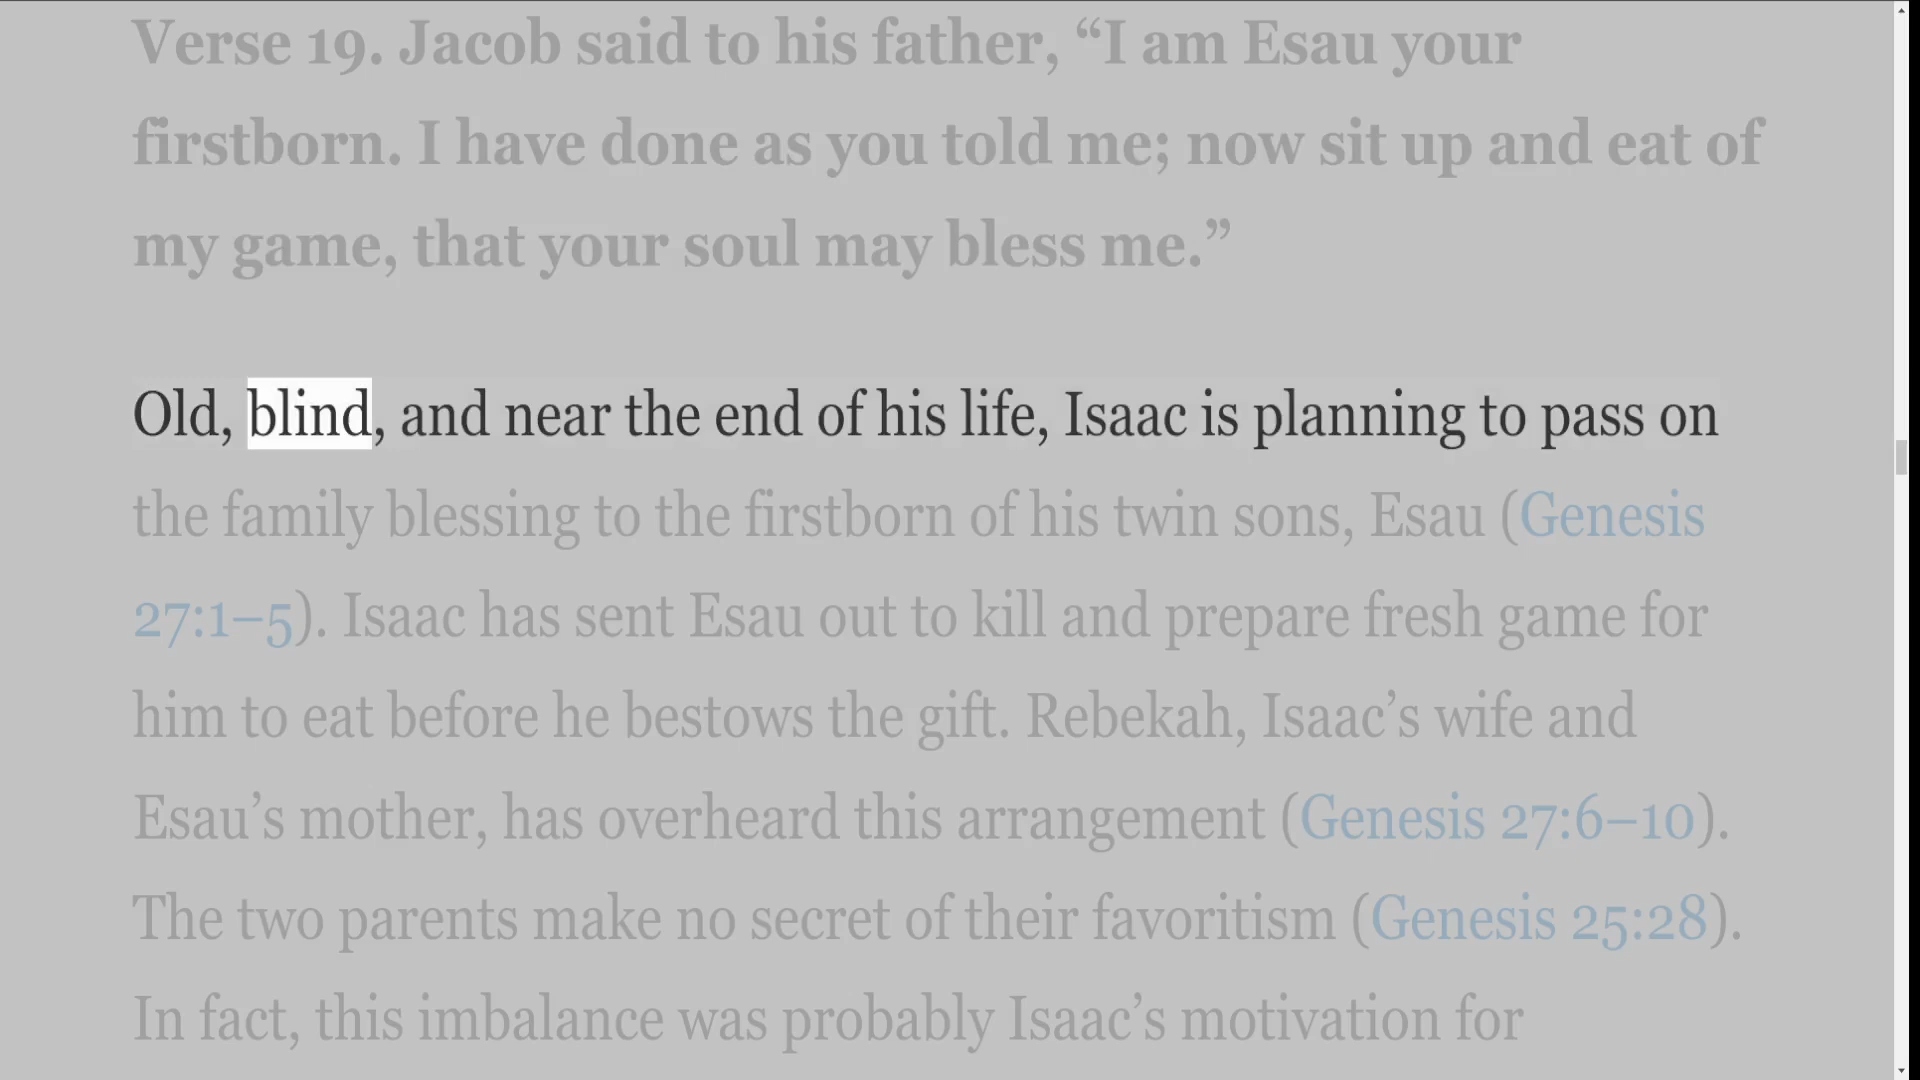 Verse 19. Jacob said to his father, “I am Esau your
firstborn. I have done as you told me; now sit up and eat of
my game, that your soul may bless me.”
Old, blind, and near the end of his life, Isaac is planning to pass on
the family blessing to the firstborn of his twin sons, Esau (Genesis
27:1–5). Isaac has sent Esau out to kill and prepare fresh game for
him to eat before he bestows the gift. Rebekah, Isaac’s wife and
Esau’s mother, has overheard this arrangement (Genesis 27:6–10).
The two parents make no secret of their favoritism (Genesis 25:28).
In fact, this imbalance was probably Isaac’s motivation for